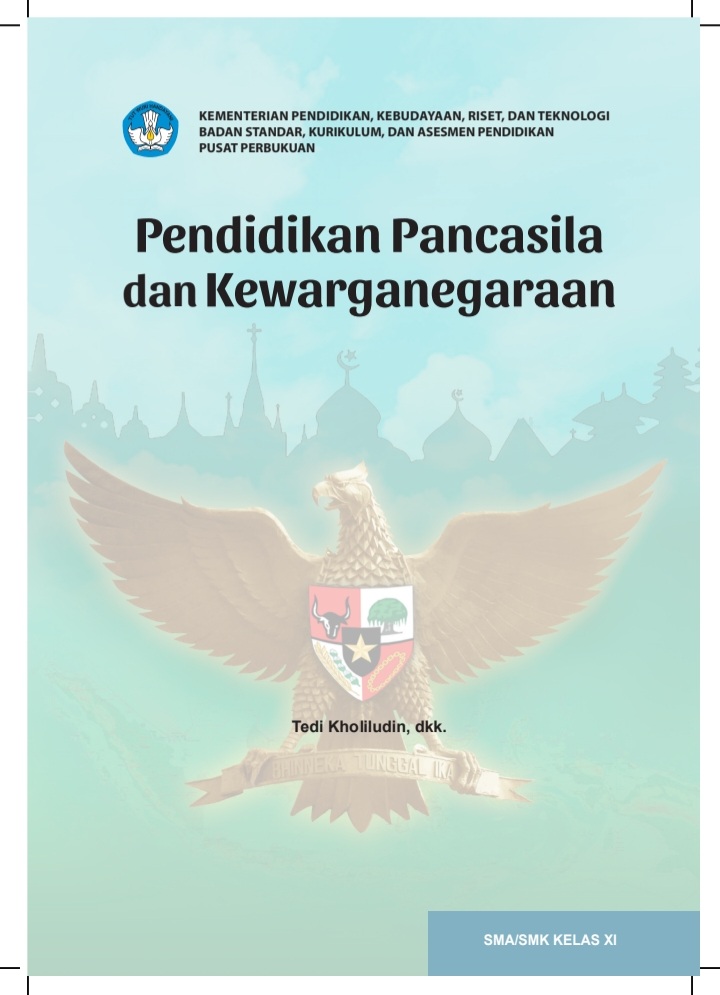 KEMENTERIAN PENDIDIKAN, KEBUDAYAAN, RISET, DAN TEKNOLOGI
BADAN STANDAR, KURIKULUM, DAN ASESMEN PENDIDIKAN
PUSAT PERBUKUAN
Pendidikan Pancasila
dan Kewarganegaraan
Tedi Kholiludin, dkk.
BHINNEKA TUNGGAL IKA
SMA/SMK KELAS XI